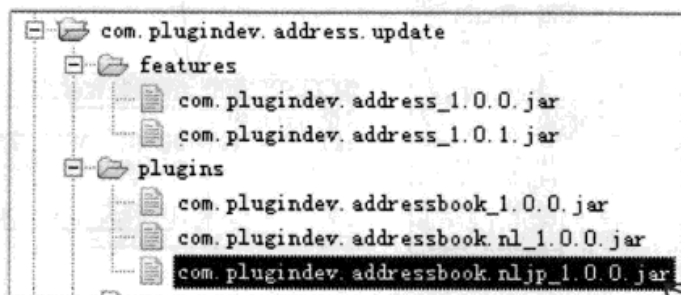 com.plugindev.address.update
features
com.plugindev.address_1.0.0.jar
com.plugindev.address_1.0.1.jar
plugins
com.plugindev.addressbook_1.0.0.jar
com.plugindev.addressbook.nl_1.0.0.jar
com.plugindev.addressbook.nljp_1.0.0.jar